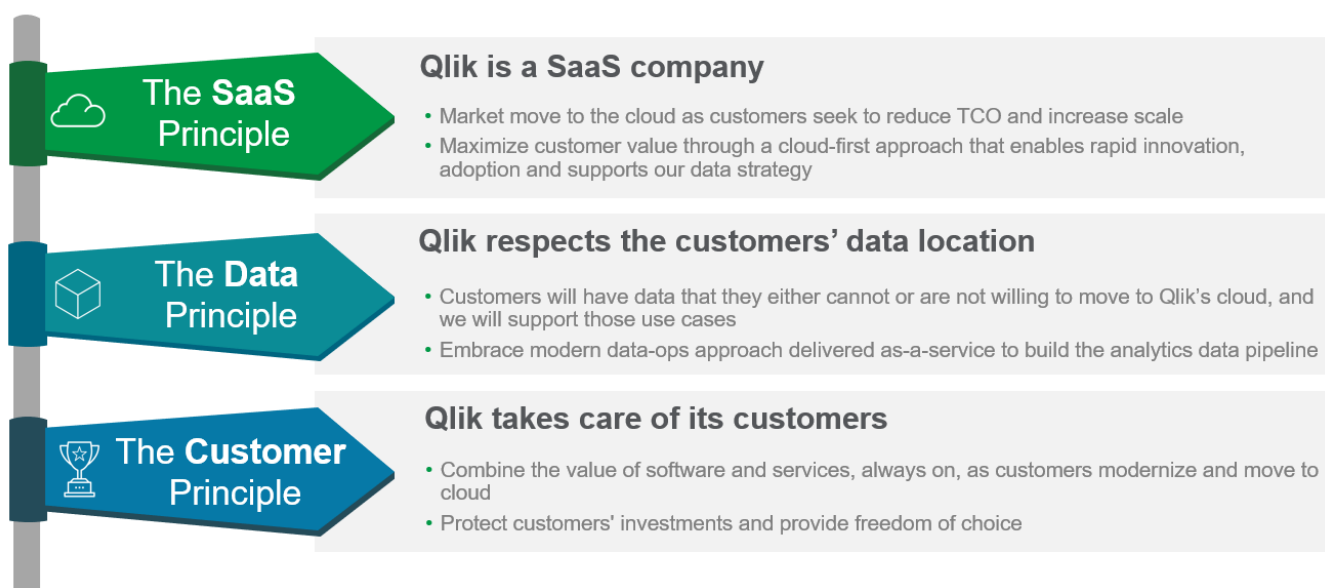 The SaaS
Principle
Qlik is a SaaS company
• Market move to the cloud as customers seek to reduce TCO and increase scale
• Maximize customer value through a cloud-first approach that enables rapid innovation,
adoption and supports our data strategy
The Data
Principle
Qlik respects the customers’ data location
• Customers will have data that they either cannot or are not willing to move to Qlik’s cloud, and
we will support those use cases
• Embrace modern data-ops approach delivered as-a-service to build the analytics data pipeline
The Customer
Principle
Qlik takes care of its customers
• Combine the value of software and services, always on, as customers modernize and move to
cloud
• Protect customers' investments and provide freedom of choice